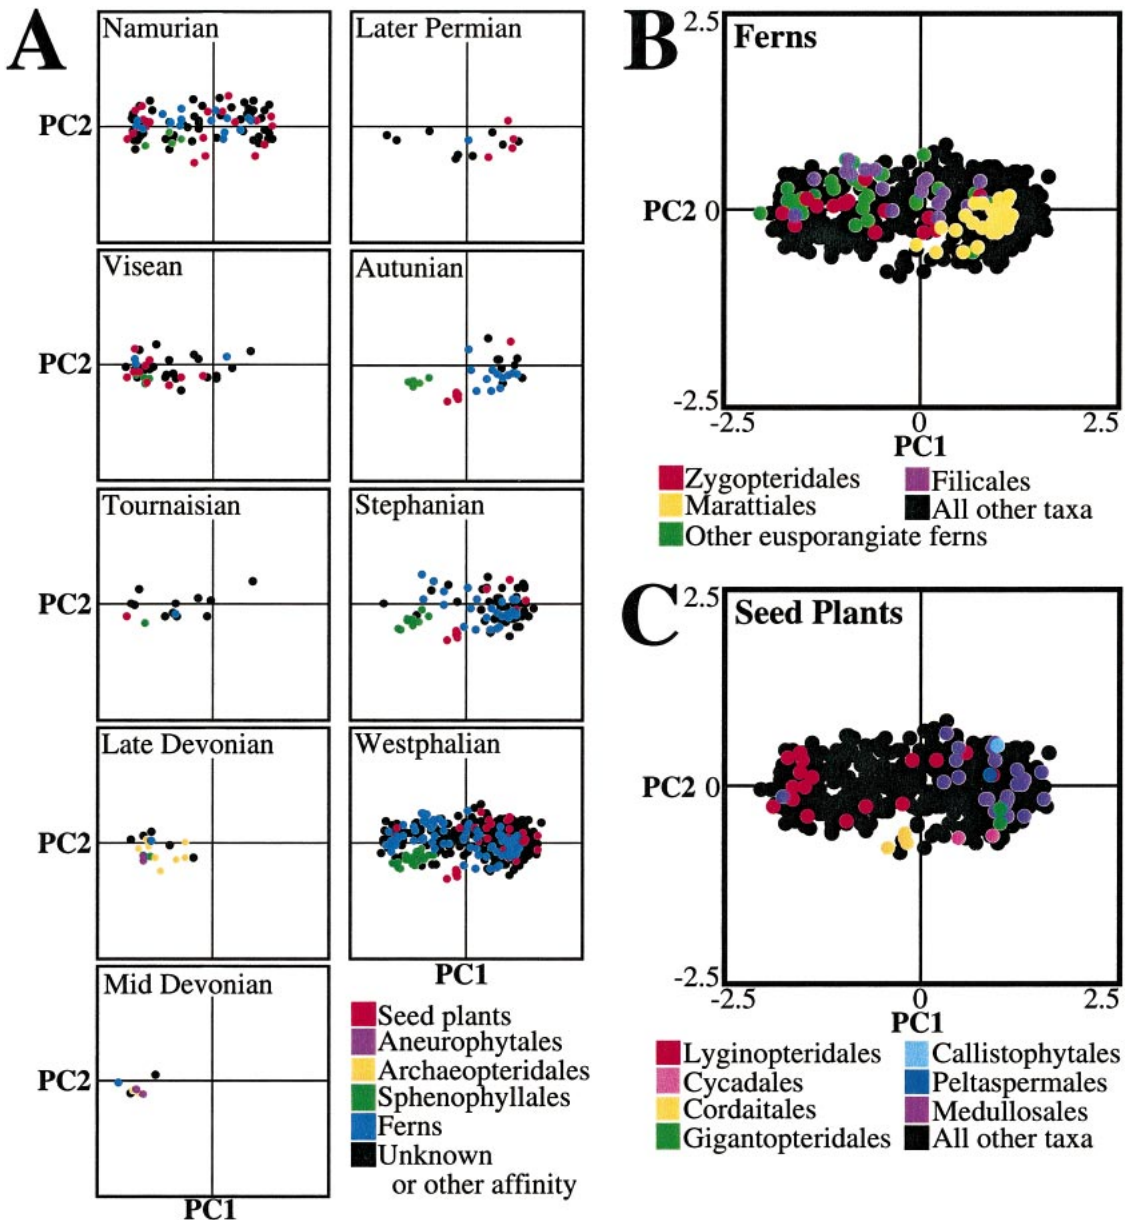 A
Namurian
PC2
Later Permian
Visean
PC2
Autunian
Tournaisian
PC2
Stephanian
Late Devonian
PC2
Westphalian
PC1
Mid Devonian
PC2
PC1
Seed plants
Aneurophytales
Archaeopteridales
Sphenophyllales
Ferns
Unknown
or other affinity
B
2.5
Ferns
PC2 0
-2.5
-2.5 0 2.5
PC1
Zygopteridales
Marattiales
Other eusporangiate ferns
Filicales
All other taxa
C
2.5
Seed Plants
PC2 0
-2.5
-2.5 0 2.5
PC1
Lyginopteridales
Cycadales
Cordaitales
Gigantopteridales
Callistophytales
Peltaspermales
Medullosales
All other taxa